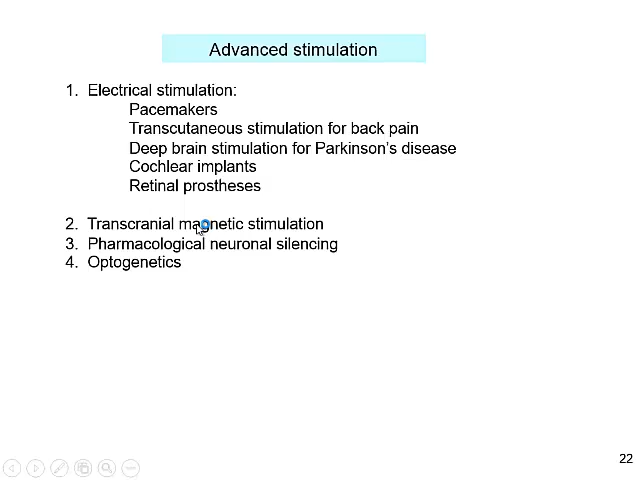 Advanced stimulation
1. Electrical stimulation:
Pacemakers
Transcutaneous stimulation for back pain
Deep brain stimulation for Parkinson's disease
Cochlear implants
Retinal prostheses
2. Transcranial magnetic stimulation
3. Pharmacological neuronal silencing
4. Optogenetics
22